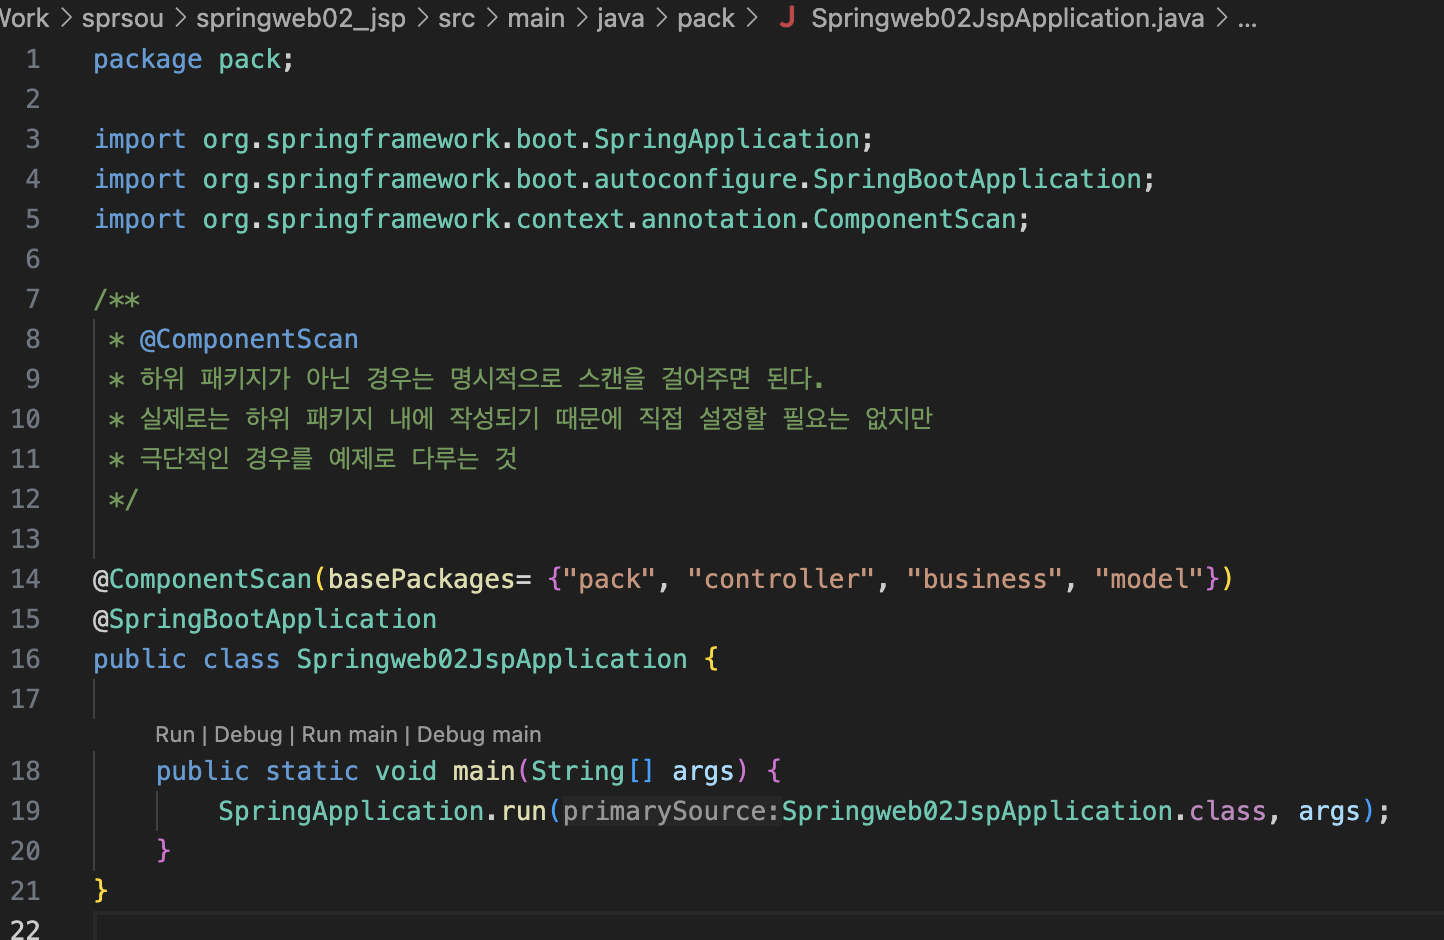 Work > sprsou > springweb02_jsp > src > main > java > pack > J Springweb02JspApplication.java > ...
1 package pack;
2
3 import org.springframework.boot.SpringApplication;
4 import org.springframework.boot.autoconfigure.SpringBootApplication;
5 import org.springframework.context.annotation.ComponentScan;
6
7 /**
8 * @ComponentScan
9 * 하위 패키지가 아닌 경우는 명시적으로 스캔을 걸어주면 된다.
10 * 실제로는 하위 패키지 내에 작성되기 때문에 직접 설정할 필요는 없지만
11 * 극단적인 경우를 예제로 다루는 것
12 */
13
14 @ComponentScan(basePackages= {"pack", "controller", "business", "model"})
15 @SpringBootApplication
16 public class Springweb02JspApplication {
17
Run | Debug | Run main | Debug main
18 public static void main(String[] args) {
19 SpringApplication.run(primarySource:Springweb02JspApplication.class, args);
20 }
21 }
22